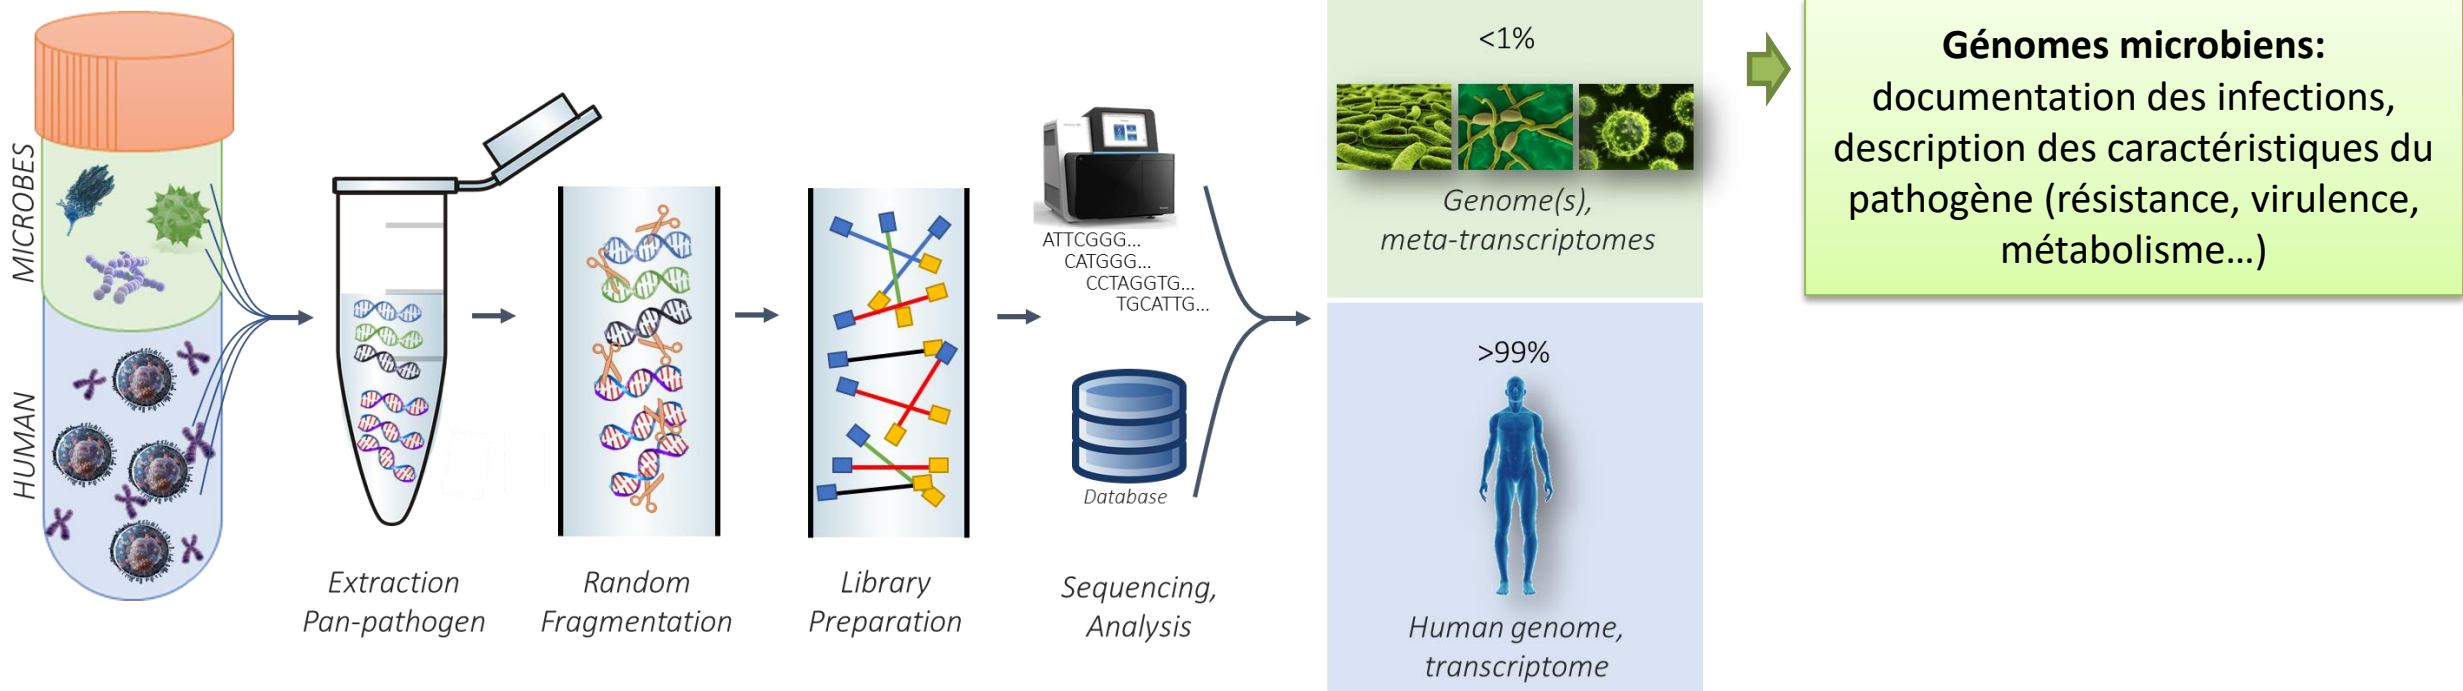 MICROBES
HUMAN
Extraction
Pan-pathogen
Random
Fragmentation
Library
Preparation
ATTCGGG...
CATGGG...
CCTAGGTG...
TGCATTG...
Database
Sequencing,
Analysis
<1%
Genome(s),
meta-transcriptomes
>99%
Human genome,
transcriptome
Génomes microbiens:
documentation des infections,
description des caractéristiques du
pathogène (résistance, virulence,
métabolisme…)